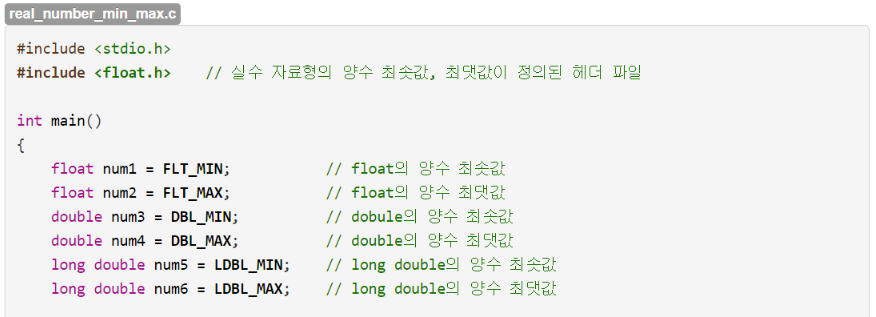 real_number_min_max.c
#include <stdio.h>
#include <float.h>    // 실수 자료형의 양수 최솟값, 최댓값이 정의된 헤더 파일
int main()
{
    float num1 = FLT_MIN;           // float의 양수 최솟값
    float num2 = FLT_MAX;           // float의 양수 최댓값
    double num3 = DBL_MIN;          // dobule의 양수 최솟값
    double num4 = DBL_MAX;          // double의 양수 최댓값
    long double num5 = LDBL_MIN;    // long double의 양수 최솟값
    long double num6 = LDBL_MAX;    // long double의 양수 최댓값